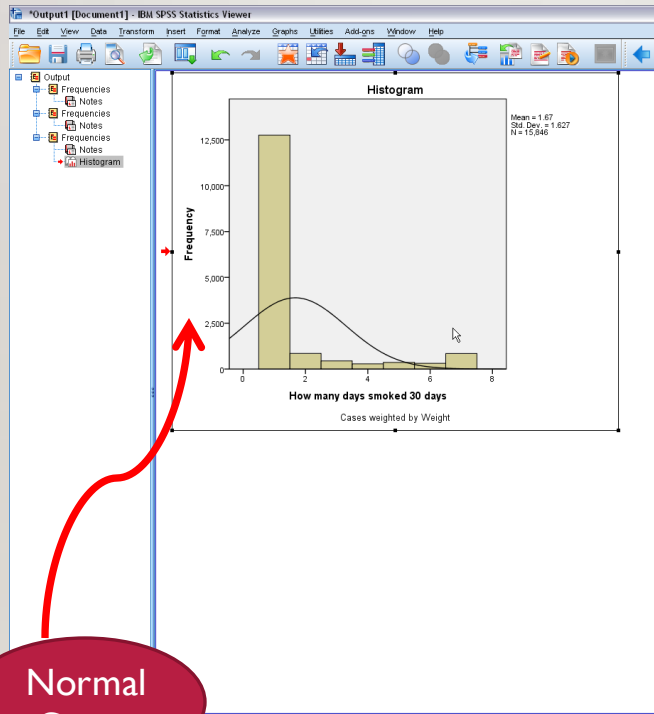 *Output1 [Document1] - IBM SPSS Statistics Viewer
File Edit View Data Transform Insert Format Analyze Graphs Utilities Add-ons Window Help
Output
Frequencies
Notes
Frequencies
Notes
Frequencies
Notes
Histogram
Histogram
Mean = 1.67
Std. Dev. = 1.627
N = 15,846
12,500
10,000
7,500
5,000
2,500
0
Frequency
0 2 4 6 8
How many days smoked 30 days
Cases weighted by Weight
Normal